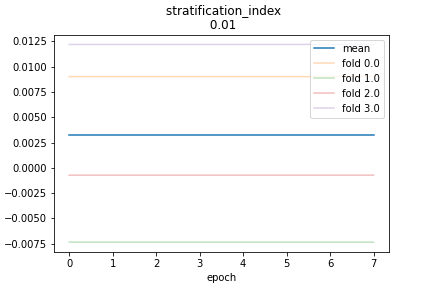 stratification_index
0.01
0.0125
0.0100
0.0075
0.0050
0.0025
0.0000
−0.0025
−0.0050
−0.0075
mean
fold 0.0
fold 1.0
fold 2.0
fold 3.0
0 1 2 3 4 5 6 7
epoch